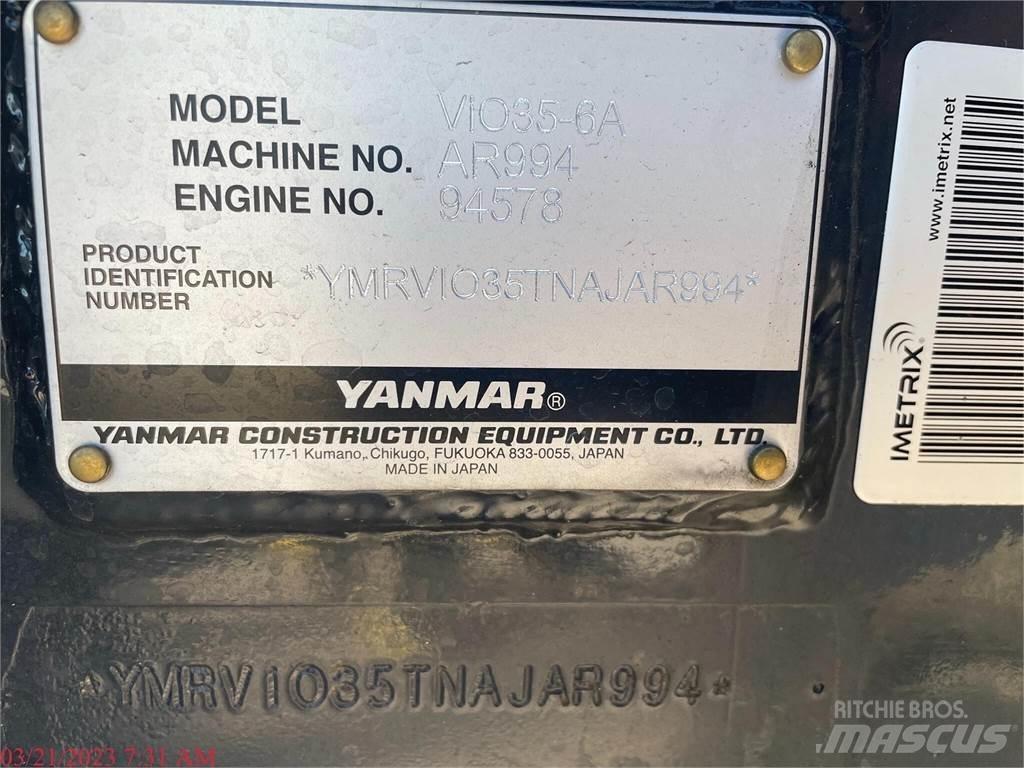 MODEL VIO35-6A
MACHINE NO. AR994
ENGINE NO. 94578
PRODUCT
IDENTIFICATION *YMRVIO35TNAJAR994*
NUMBER
YANMAR®
YANMAR CONSTRUCTION EQUIPMENT CO., LTD.
1717-1 Kumano, Chikugo, FUKUOKA 833-0055, JAPAN
MADE IN JAPAN
www.imetrix.net
IMETRIX
*YMRVIO35TNAJAR994*
RITCHIE BROS.
MASCUS
03/21/2023 7:31 AM